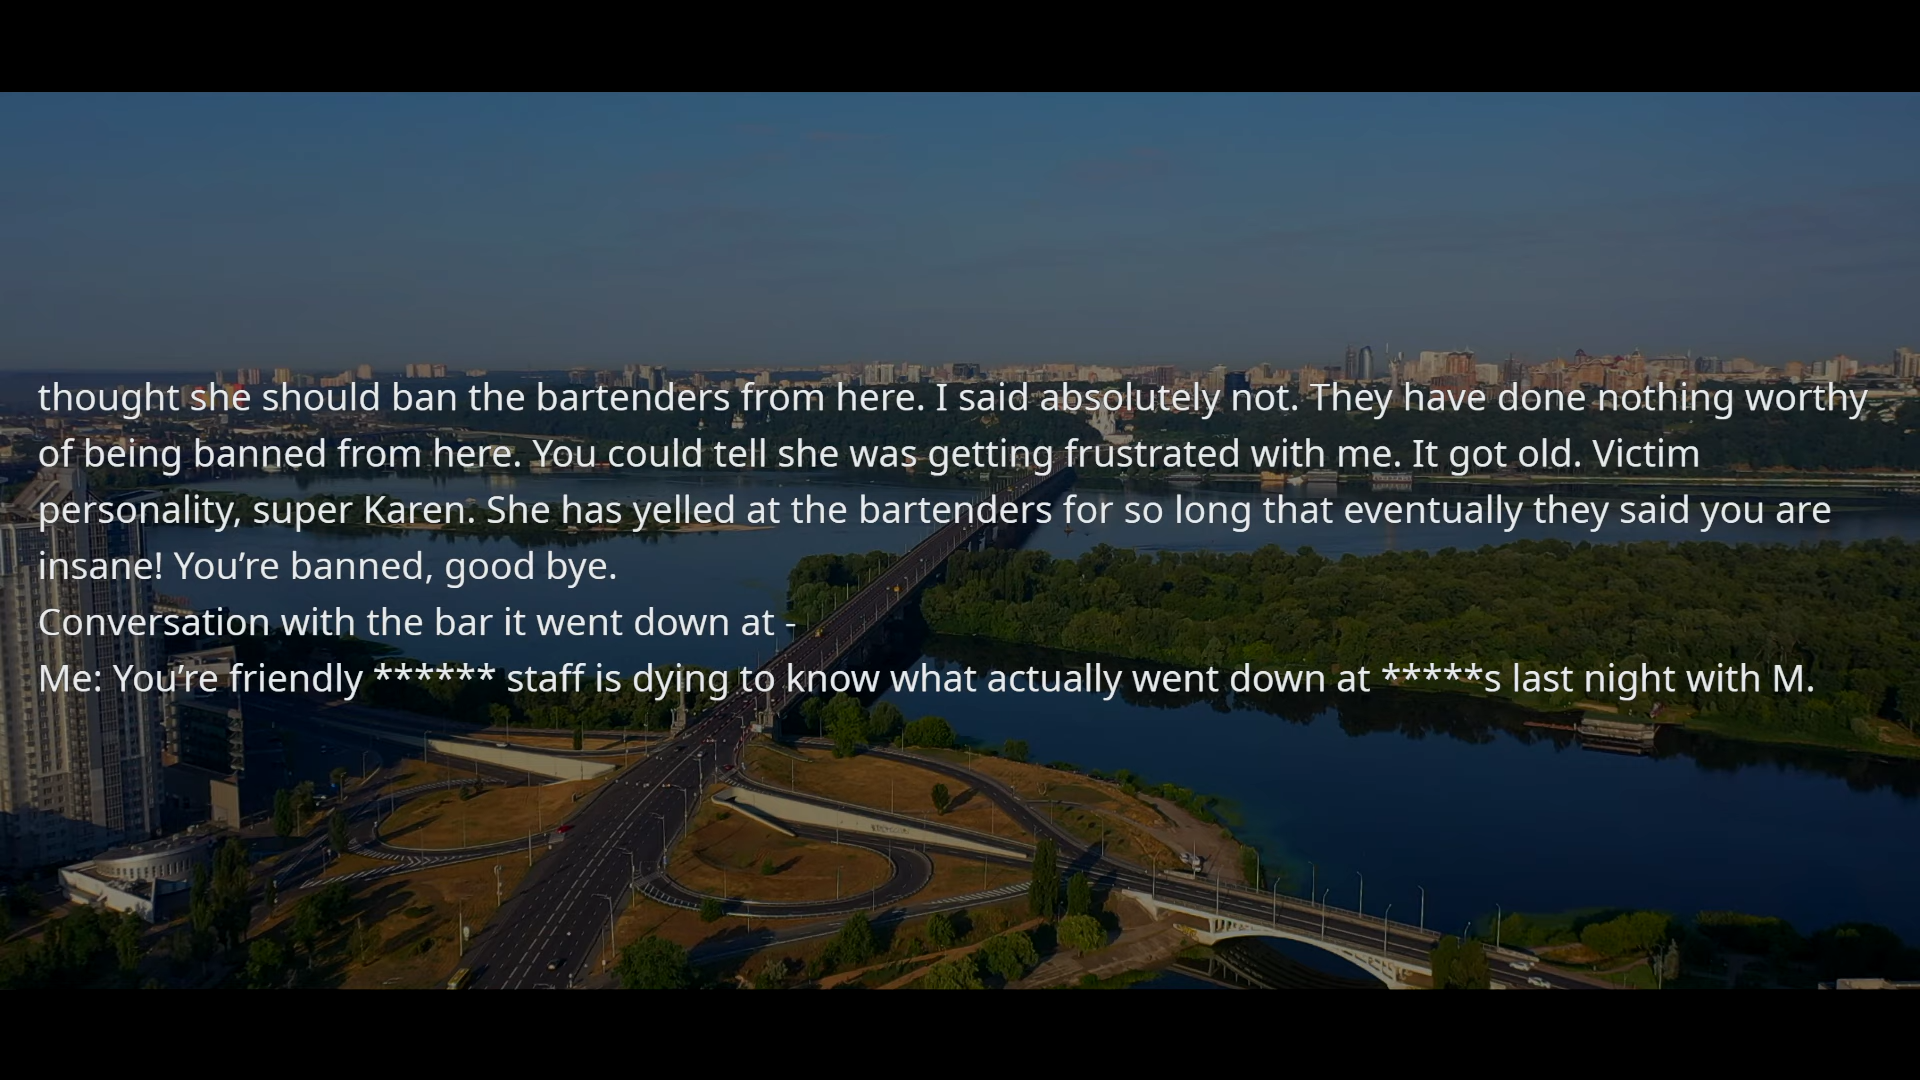 thought she should ban the bartenders from here. I said absolutely not. They have done nothing worthy
of being banned from here. You could tell she was getting frustrated with me. It got old. Victim
personality, super Karen. She has yelled at the bartenders for so long that eventually they said you are
insane! You’re banned, good bye.
Conversation with the bar it went down at -
Me: You’re friendly ****** staff is dying to know what actually went down at *****s last night with M.